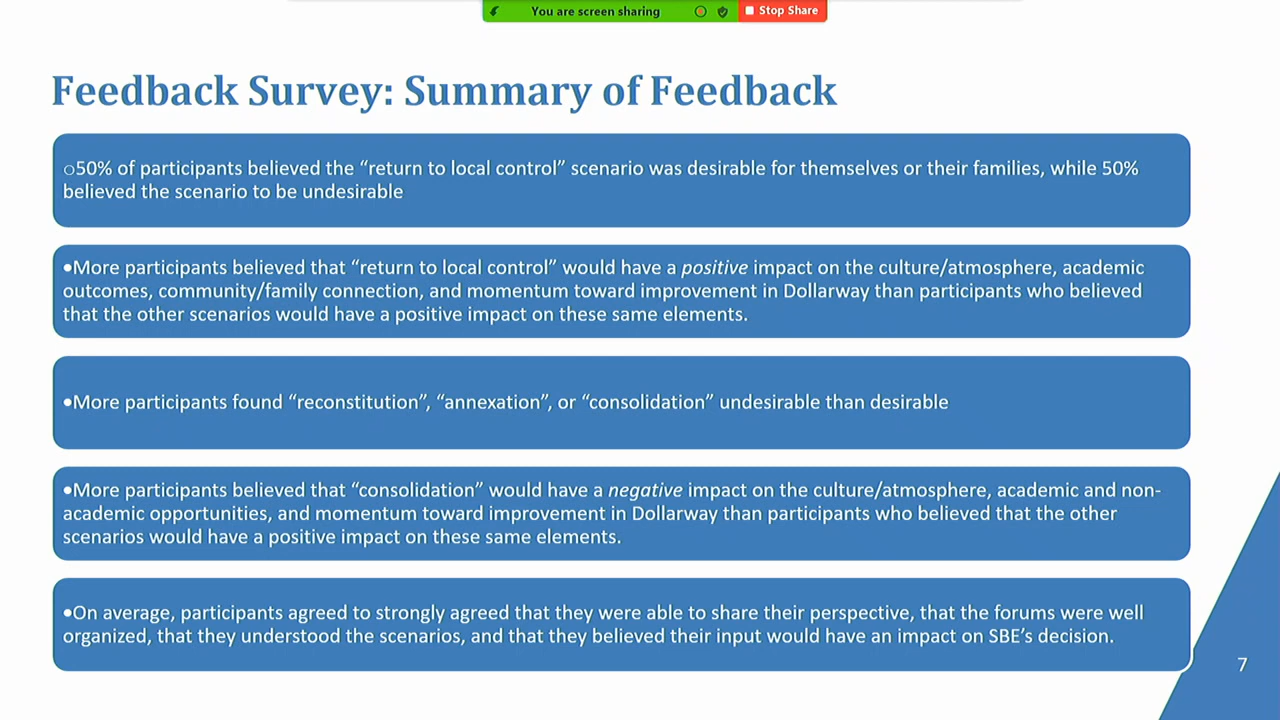 You are screen sharing
Stop Share
Feedback Survey: Summary of Feedback
○50% of participants believed the “return to local control” scenario was desirable for themselves or their families, while 50%
believed the scenario to be undesirable
•More participants believed that “return to local control” would have a positive impact on the culture/atmosphere, academic
outcomes, community/family connection, and momentum toward improvement in Dollarway than participants who believed
that the other scenarios would have a positive impact on these same elements.
•More participants found “reconstitution”, “annexation”, or “consolidation” undesirable than desirable
•More participants believed that “consolidation” would have a negative impact on the culture/atmosphere, academic and non-
academic opportunities, and momentum toward improvement in Dollarway than participants who believed that the other
scenarios would have a positive impact on these same elements.
•On average, participants agreed to strongly agreed that they were able to share their perspective, that the forums were well
organized, that they understood the scenarios, and that they believed their input would have an impact on SBE’s decision.
7